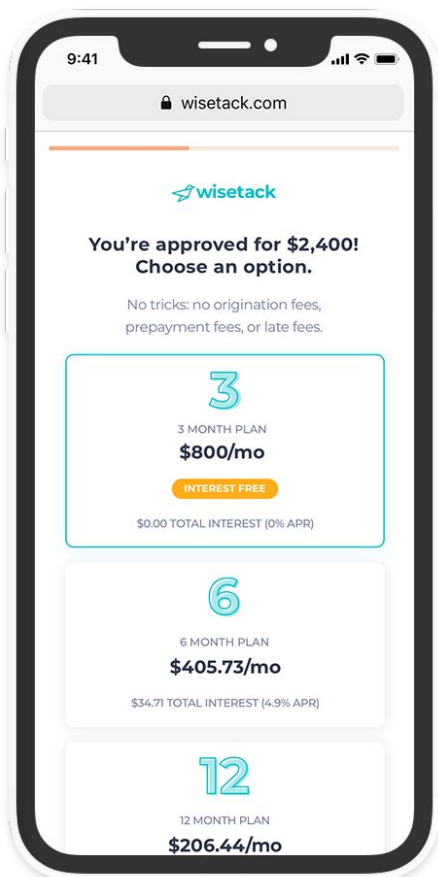 9:41
wisetack.com
wisetack
You're approved for $2,400!
Choose an option.
No tricks: no origination fees,
prepayment fees, or late fees.
3
3 MONTH PLAN
$800/mo
INTEREST FREE
$0.00 TOTAL INTEREST (0% APR)
6
6 MONTH PLAN
$405.73/mo
$34.71 TOTAL INTEREST (4.9% APR)
12
12 MONTH PLAN
$206.44/mo